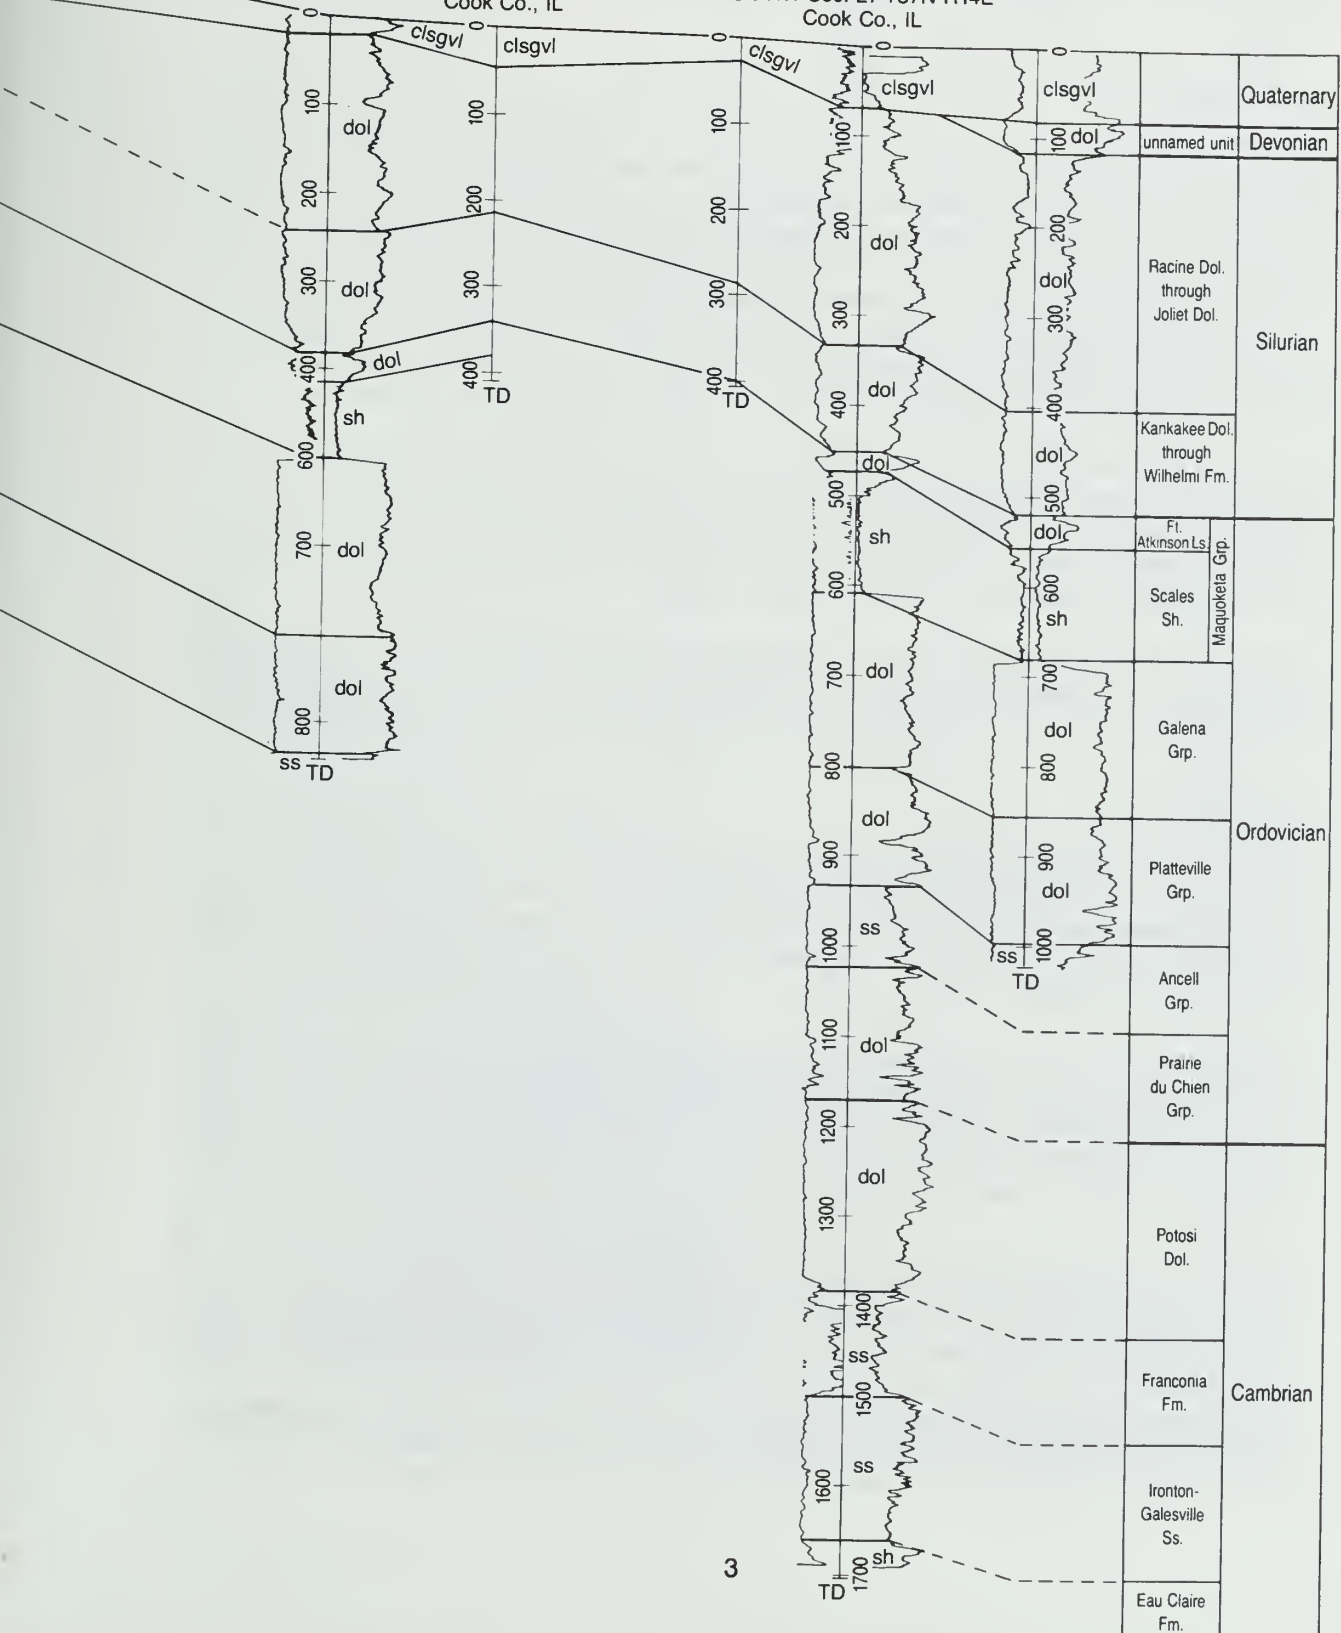 Cook Co., IL
Cook Co., IL
0
clsgvl
100
dol
200
300
dol
400
dol
sh
600
700
dol
800
dol
ss
TD
0
clsgvl
100
200
300
400
TD
0
clsgvl
100
200
300
400
TD
0
clsgvl
100
200
dol
300
400
dol
dol
500
sh
600
700
dol
800
dol
900
ss
1000
1100
dol
1200
dol
1300
1400
ss
1500
ss
1600
sh
1700
TD
0
clsgvl
100
dol
200
dol
300
400
dol
500
dol
600
sh
700
dol
800
900
dol
ss
1000
TD
Quaternary
unnamed unit
Devonian
Racine Dol.
through
Joliet Dol.
Silurian
Kankakee Dol.
through
Wilhelmi Fm.
Ft.
Atkinson Ls.
Scales
Sh.
Maquoketa Grp.
Galena
Grp.
Ordovician
Platteville
Grp.
Ancell
Grp.
Prairie
du Chien
Grp.
Potosi
Dol.
Franconia
Fm.
Cambrian
Ironton-
Galesville
Ss.
Eau Claire
Fm.
3